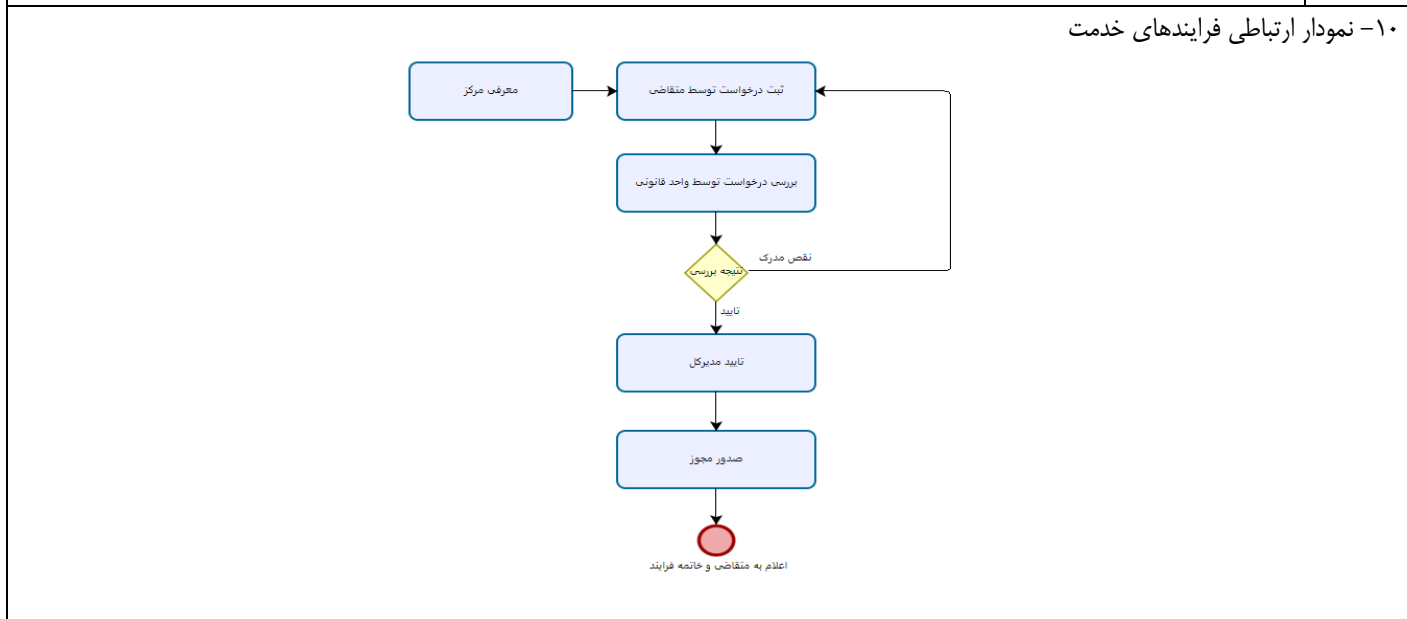 ۱۰- نمودار ارتباطی فرایندهای خدمت
معرفی مرکز
ثبت درخواست توسط متقاضی
بررسی درخواست توسط واحد قانونی
نتیجه بررسی
نقص مدرک
تایید
تایید مدیرکل
صدور مجوز
اعلام به متقاضی و خاتمه فرایند